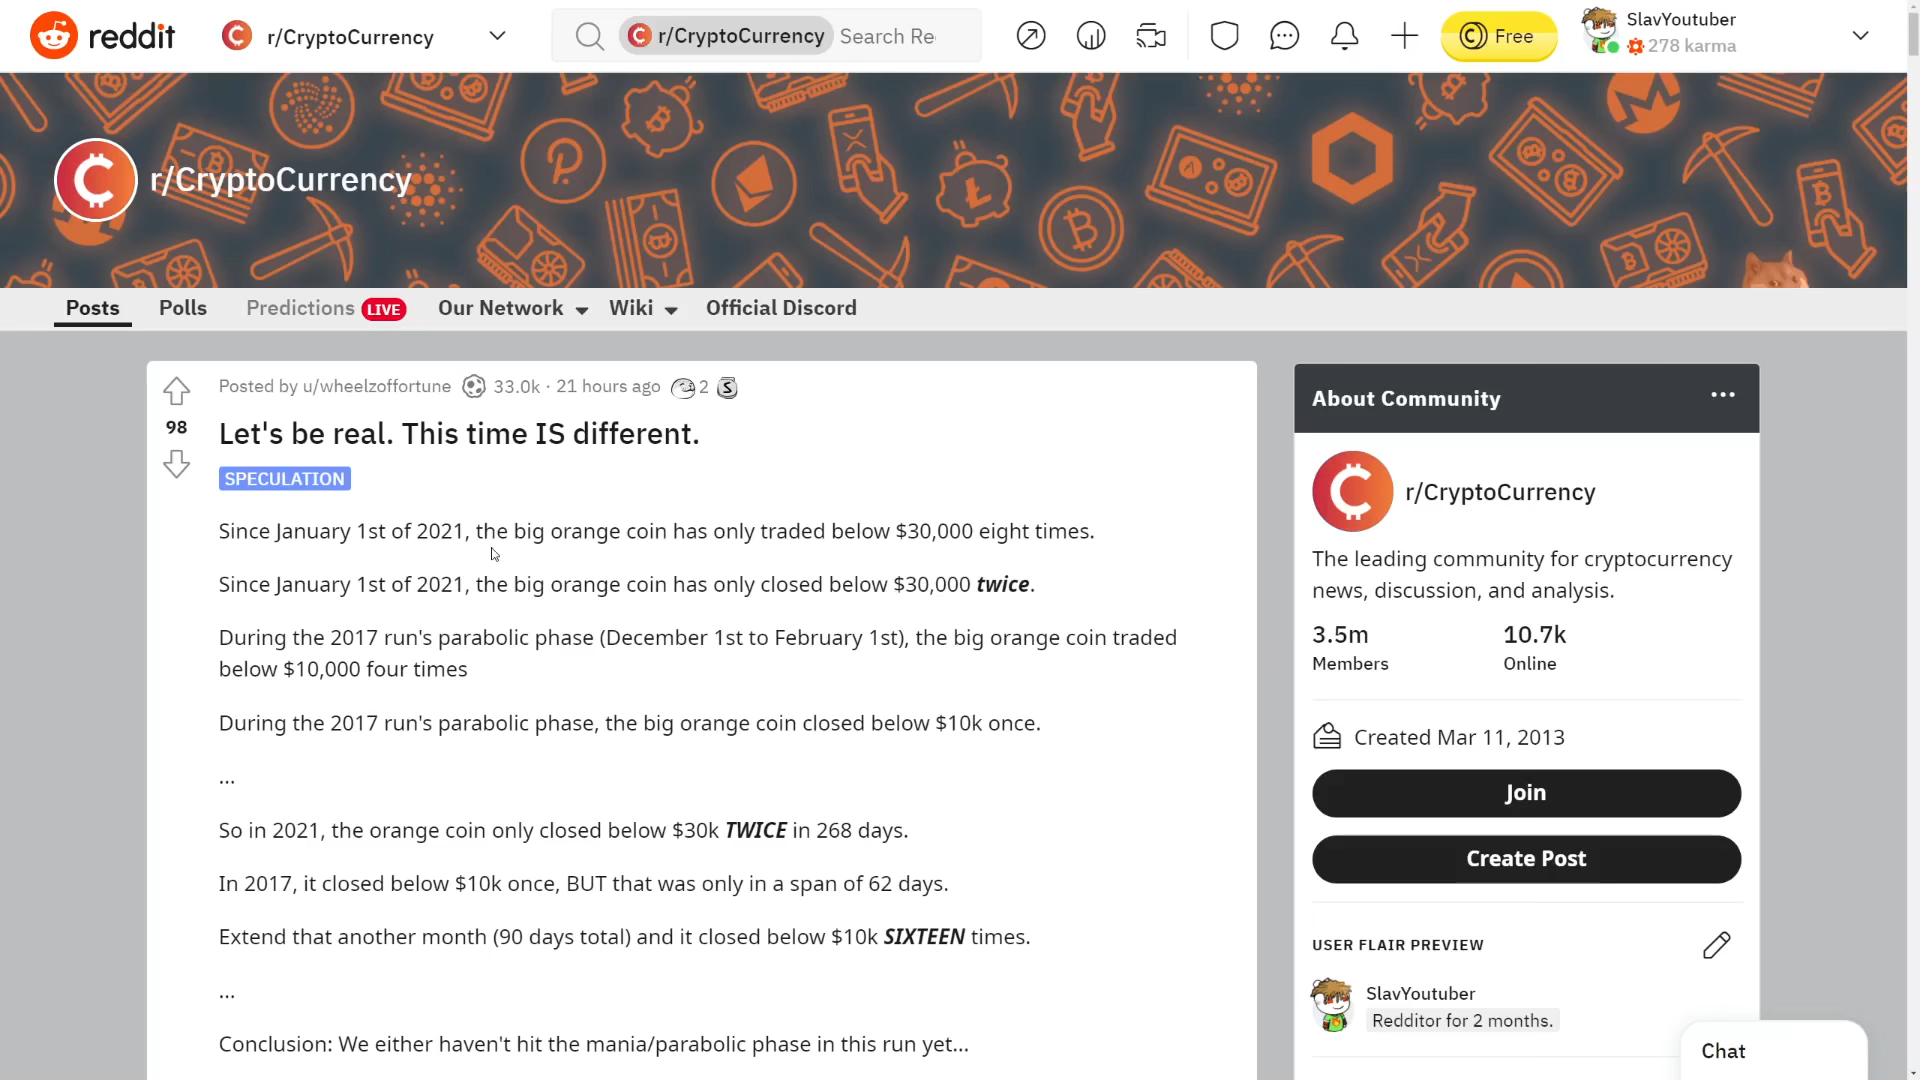 reddit
r/CryptoCurrency
r/CryptoCurrency Search Re
Free
SlavYoutuber
278 karma
r/CryptoCurrency
Posts Polls Predictions LIVE Our Network Wiki Official Discord
Posted by u/wheelzoffortune 33.0k · 21 hours ago 2 S
98
Let's be real. This time IS different.
SPECULATION
Since January 1st of 2021, the big orange coin has only traded below $30,000 eight times.
Since January 1st of 2021, the big orange coin has only closed below $30,000 twice.
During the 2017 run's parabolic phase (December 1st to February 1st), the big orange coin traded
below $10,000 four times
During the 2017 run's parabolic phase, the big orange coin closed below $10k once.
...
So in 2021, the orange coin only closed below $30k TWICE in 268 days.
In 2017, it closed below $10k once, BUT that was only in a span of 62 days.
Extend that another month (90 days total) and it closed below $10k SIXTEEN times.
...
Conclusion: We either haven't hit the mania/parabolic phase in this run yet...
About Community
r/CryptoCurrency
The leading community for cryptocurrency
news, discussion, and analysis.
3.5m 10.7k
Members Online
Created Mar 11, 2013
Join
Create Post
USER FLAIR PREVIEW
SlavYoutuber
Redditor for 2 months.
Chat